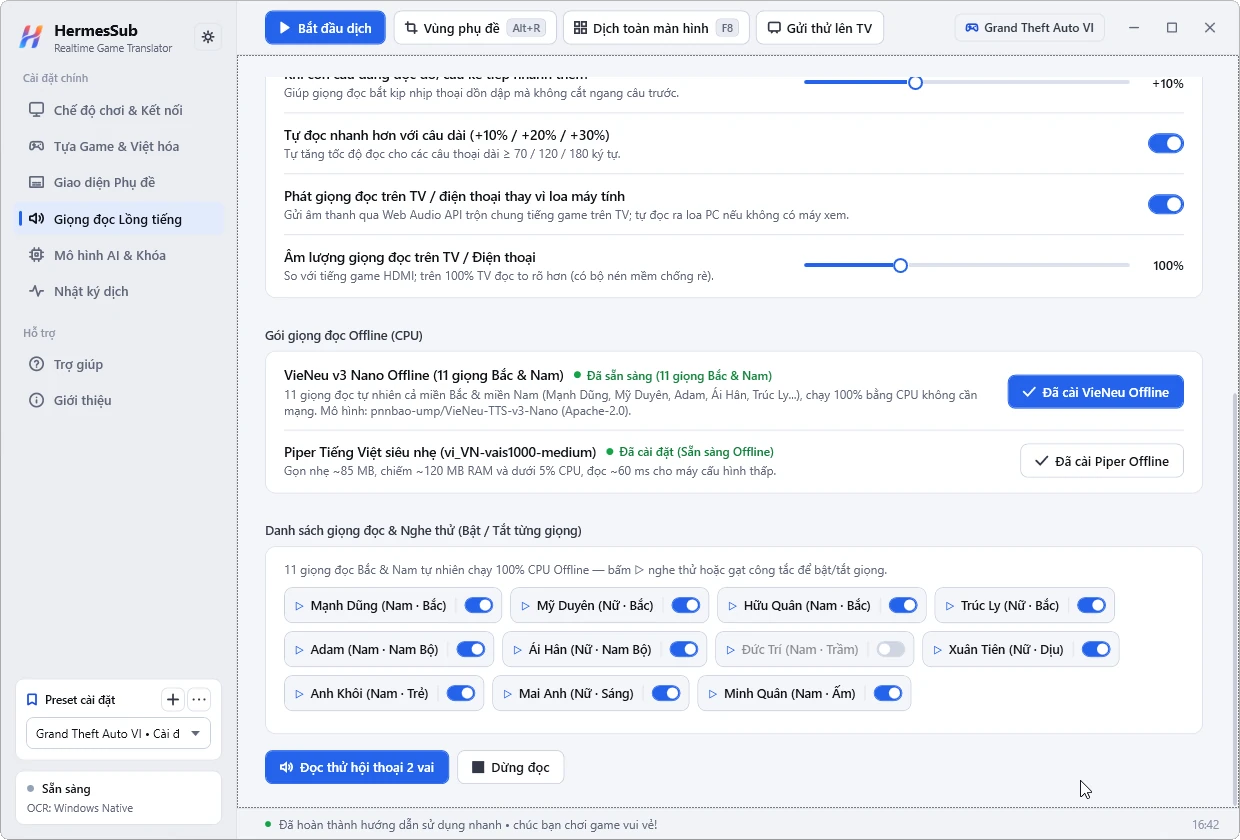 HermesSub
Realtime Game Translator
Bắt đầu dịch
Vùng phụ đề Alt+R
Dịch toàn màn hình F8
Gửi thử lên TV
Grand Theft Auto VI
Cài đặt chính
Chế độ chơi & Kết nối
Tựa Game & Việt hóa
Giao diện Phụ đề
Giọng đọc Lồng tiếng
Mô hình AI & Khóa
Nhật ký dịch
Hỗ trợ
Trợ giúp
Giới thiệu
Preset cài đặt
Grand Theft Auto VI • Cài đ
Sẵn sàng
OCR: Windows Native
Giúp giọng đọc bắt kịp nhịp thoại dồn dập mà không cắt ngang câu trước.
+10%
Tự đọc nhanh hơn với câu dài (+10% / +20% / +30%)
Tự tăng tốc độ đọc cho các câu thoại dài ≥ 70 / 120 / 180 ký tự.
Phát giọng đọc trên TV / điện thoại thay vì loa máy tính
Gửi âm thanh qua Web Audio API trộn chung tiếng game trên TV; tự đọc ra loa PC nếu không có máy xem.
Âm lượng giọng đọc trên TV / Điện thoại
So với tiếng game HDMI; trên 100% TV đọc to rõ hơn (có bộ nén mềm chống rè).
100%
Gói giọng đọc Offline (CPU)
VieNeu v3 Nano Offline (11 giọng Bắc & Nam) • Đã sẵn sàng (11 giọng Bắc & Nam)
11 giọng đọc tự nhiên cả miền Bắc & miền Nam (Mạnh Dũng, Mỹ Duyên, Adam, Ái Hân, Trúc Ly...), chạy 100% bằng CPU không cần
mạng. Mô hình: pnnbao-ump/VieNeu-TTS-v3-Nano (Apache-2.0).
Đã cài VieNeu Offline
Piper Tiếng Việt siêu nhẹ (vi_VN-vais1000-medium) • Đã cài đặt (Sẵn sàng Offline)
Gọn nhẹ ~85 MB, chiếm ~120 MB RAM và dưới 5% CPU, đọc ~60 ms cho máy cấu hình thấp.
Đã cài Piper Offline
Danh sách giọng đọc & Nghe thử (Bật / Tắt từng giọng)
11 giọng đọc Bắc & Nam tự nhiên chạy 100% CPU Offline — bấm ▷ nghe thử hoặc gạt công tắc để bật/tắt giọng.
Mạnh Dũng (Nam · Bắc)
Mỹ Duyên (Nữ · Bắc)
Hữu Quân (Nam · Bắc)
Trúc Ly (Nữ · Bắc)
Adam (Nam · Nam Bộ)
Ái Hân (Nữ · Nam Bộ)
Đức Trí (Nam · Trầm)
Xuân Tiên (Nữ · Dịu)
Anh Khôi (Nam · Trẻ)
Mai Anh (Nữ · Sáng)
Minh Quân (Nam · Ấm)
Đọc thử hội thoại 2 vai
Dừng đọc
• Đã hoàn thành hướng dẫn sử dụng nhanh • chúc bạn chơi game vui vẻ!
16:42